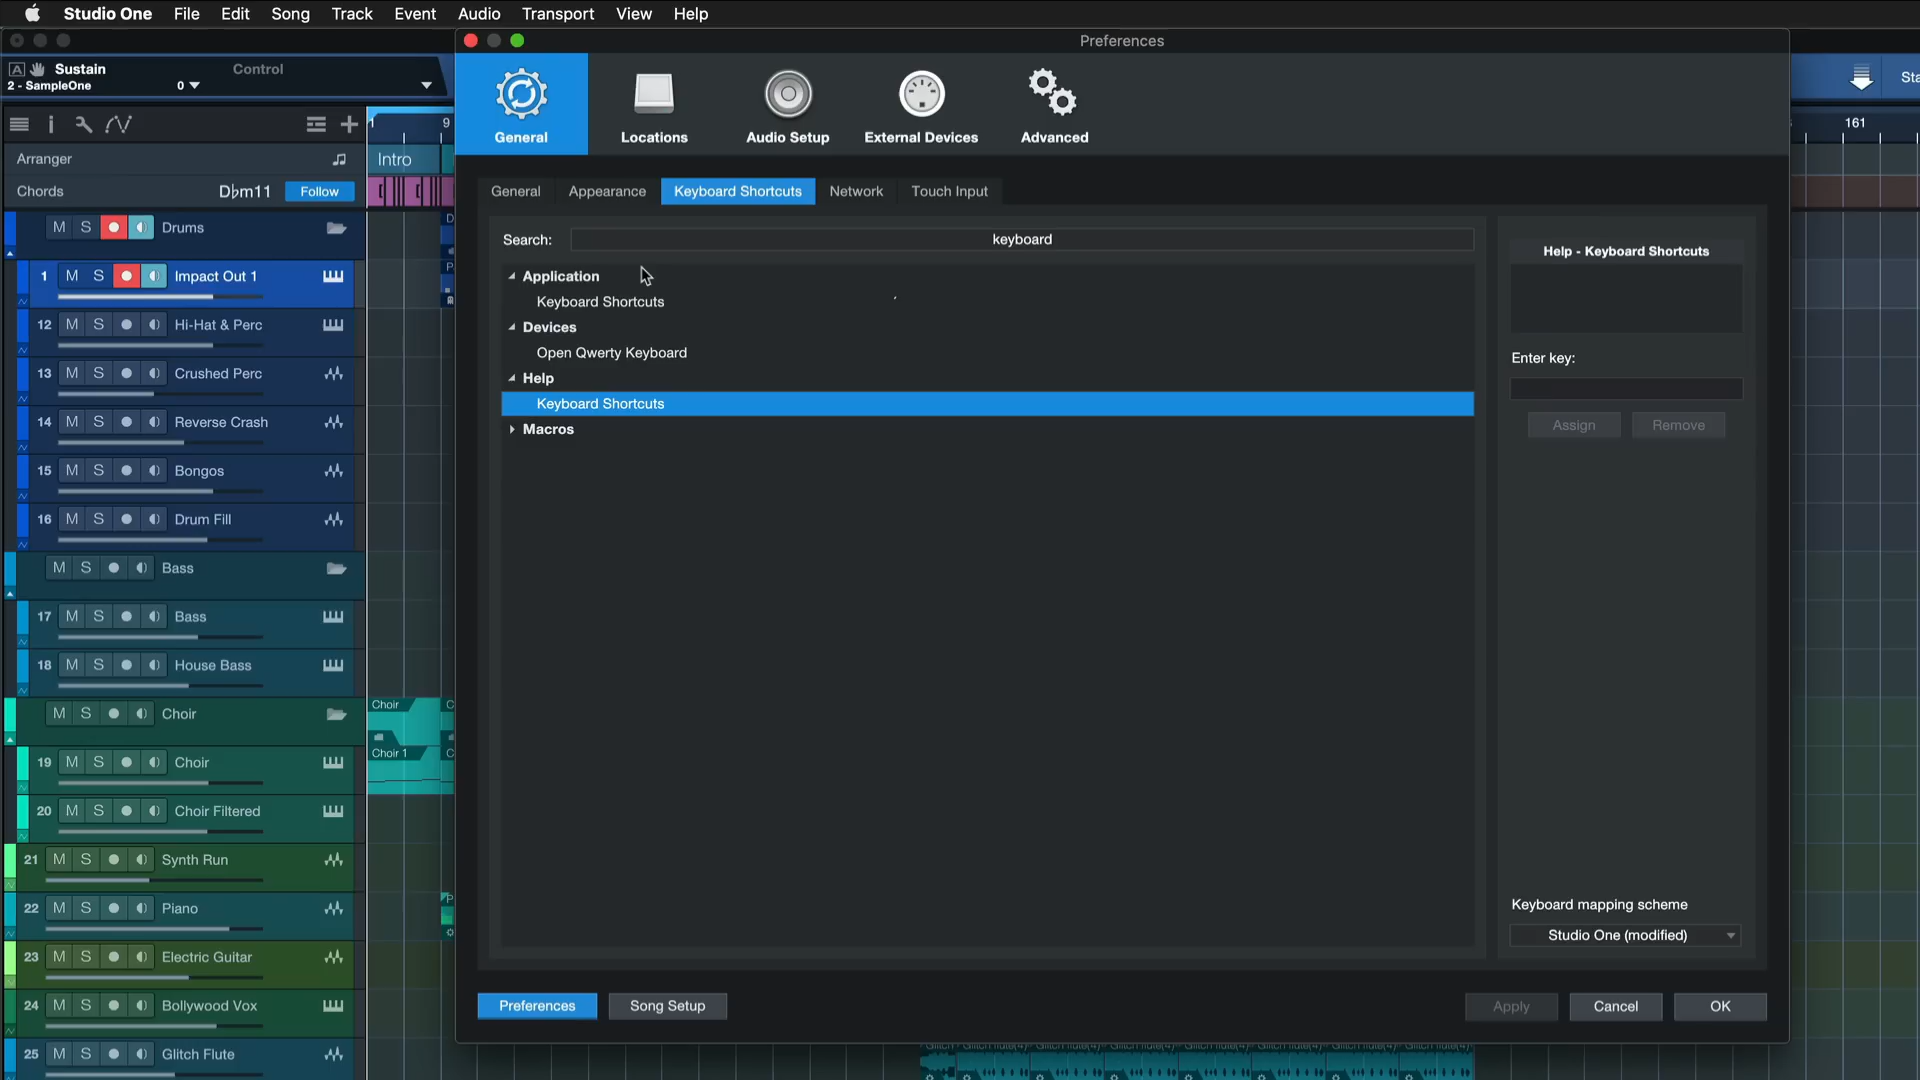 Studio One File Edit Song Track Event Audio Transport View Help
Preferences
A Sustain Control
2 - SampleOne 0
General Locations Audio Setup External Devices Advanced
1 9
161
Arranger
Intro
Chords D♭m11 Follow
General Appearance Keyboard Shortcuts Network Touch Input
M S Drums
Search: keyboard
Help - Keyboard Shortcuts
1 M S Impact Out 1
Application
Keyboard Shortcuts
12 M S Hi-Hat & Perc
Devices
Open Qwerty Keyboard
Enter key:
13 M S Crushed Perc
Help
Keyboard Shortcuts
14 M S Reverse Crash
Macros
Assign Remove
15 M S Bongos
16 M S Drum Fill
M S Bass
17 M S Bass
18 M S House Bass
M S Choir
Choir
Choir 1
19 M S Choir
20 M S Choir Filtered
21 M S Synth Run
22 M S Piano
Keyboard mapping scheme
Studio One (modified)
23 M S Electric Guitar
24 M S Bollywood Vox
Preferences Song Setup Apply Cancel OK
25 M S Glitch Flute